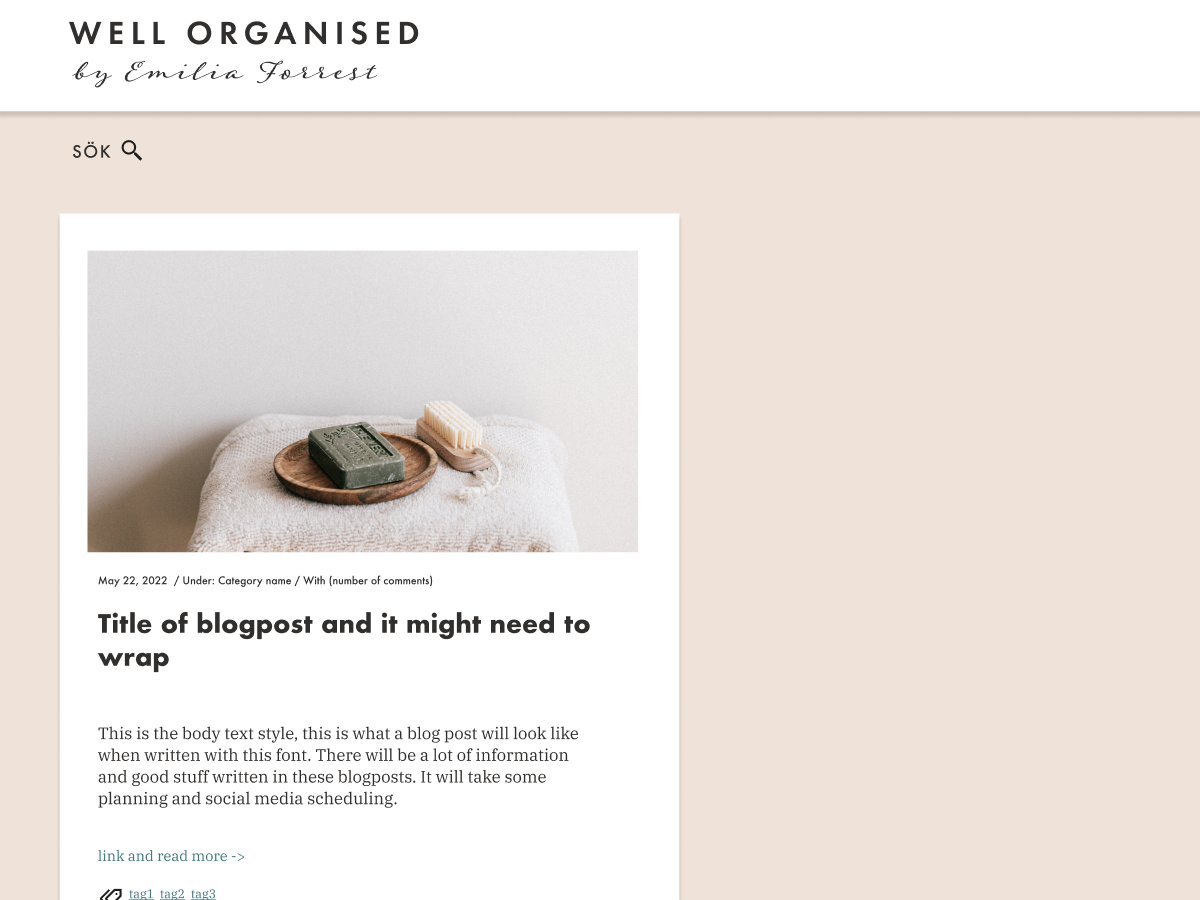 WELL ORGANISED
by Emilia Forrest
SÖK
May 22, 2022 / Under: Category name / With (number of comments)
Title of blogpost and it might need to
wrap
This is the body text style, this is what a blog post will look like
when written with this font. There will be a lot of information
and good stuff written in these blogposts. It will take some
planning and social media scheduling.
link and read more ->
tag1 tag2 tag3